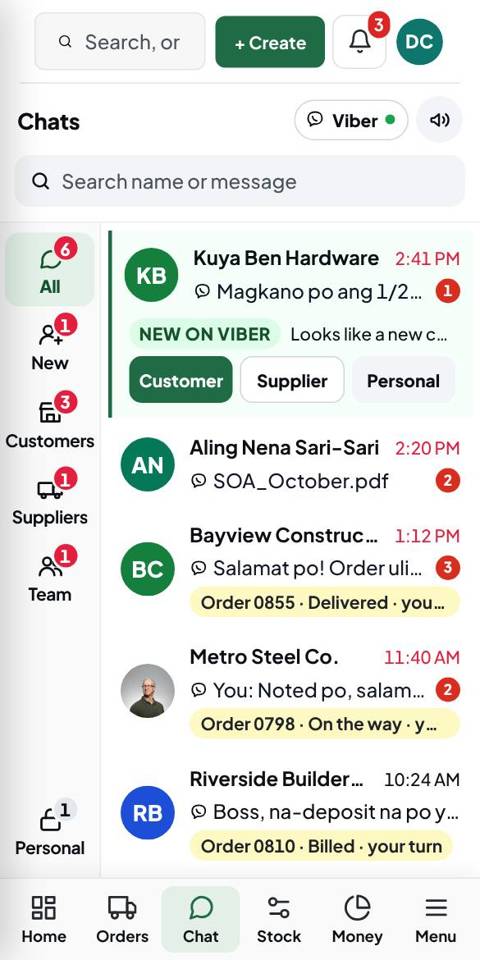 Search, or
+ Create
3
DC
Chats
Viber
Search name or message
6
All
1
New
3
Customers
1
Suppliers
1
Team
1
Personal
KB
Kuya Ben Hardware 2:41 PM
Magkano po ang 1/2... 1
NEW ON VIBER Looks like a new c...
Customer Supplier Personal
AN
Aling Nena Sari-Sari 2:20 PM
SOA_October.pdf 2
BC
Bayview Construc... 1:12 PM
Salamat po! Order uli... 3
Order 0855 · Delivered · you...
Metro Steel Co. 11:40 AM
You: Noted po, salam... 2
Order 0798 · On the way · y...
RB
Riverside Builder... 10:24 AM
Boss, na-deposit na po y...
Order 0810 · Billed · your turn
Home Orders Chat Stock Money Menu